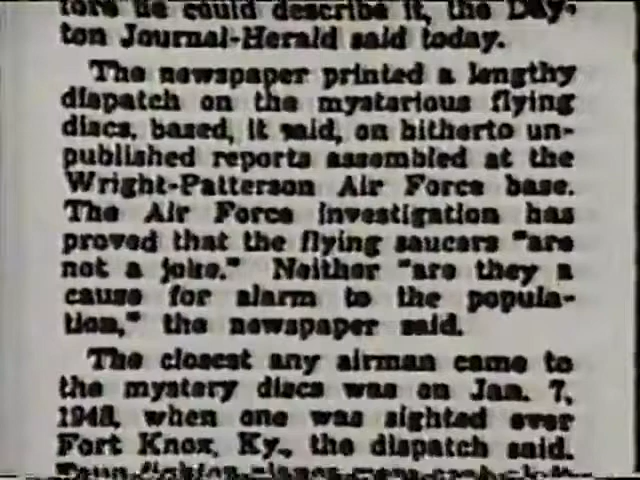 fore he could describe it, the Day-
ton Journal-Herald said today.
The newspaper printed a lengthy
dispatch on the mysterious flying
discs, based, it said, on hitherto un-
published reports assembled at the
Wright-Patterson Air Force base.
The Air Force investigation has
proved that the flying saucers "are
not a joke." Neither "are they a
cause for alarm to the popula-
tion," the newspaper said.
The closest any airman came to
the mystery discs was on Jan. 7,
1948, when one was sighted over
Fort Knox, Ky., the dispatch said.